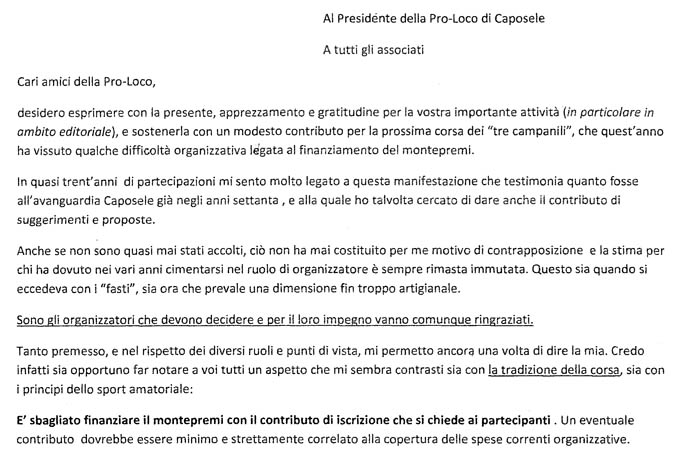 Al Presidente della Pro-Loco di Caposele
A tutti gli associati
Cari amici della Pro-Loco,
desidero esprimere con la presente, apprezzamento e gratitudine per la vostra importante attività (in particolare in
ambito editoriale), e sostenerla con un modesto contributo per la prossima corsa dei "tre campanili", che quest'anno
ha vissuto qualche difficoltà organizzativa legata al finanziamento del montepremi.
In quasi trent'anni di partecipazioni mi sento molto legato a questa manifestazione che testimonia quanto fosse
all'avanguardia Caposele già negli anni settanta , e alla quale ho talvolta cercato di dare anche il contributo di
suggerimenti e proposte.
Anche se non sono quasi mai stati accolti, ciò non ha mai costituito per me motivo di contrapposizione e la stima per
chi ha dovuto nei vari anni cimentarsi nel ruolo di organizzatore è sempre rimasta immutata. Questo sia quando si
eccedeva con i "fasti", sia ora che prevale una dimensione fin troppo artigianale.
Sono gli organizzatori che devono decidere e per il loro impegno vanno comunque ringraziati.
Tanto premesso, e nel rispetto dei diversi ruoli e punti di vista, mi permetto ancora una volta di dire la mia. Credo
infatti sia opportuno far notare a voi tutti un aspetto che mi sembra contrasti sia con la tradizione della corsa, sia con
i principi dello sport amatoriale:
E' sbagliato finanziare il montepremi con il contributo di iscrizione che si chiede ai partecipanti . Un eventuale
contributo dovrebbe essere minimo e strettamente correlato alla copertura delle spese correnti organizzative.